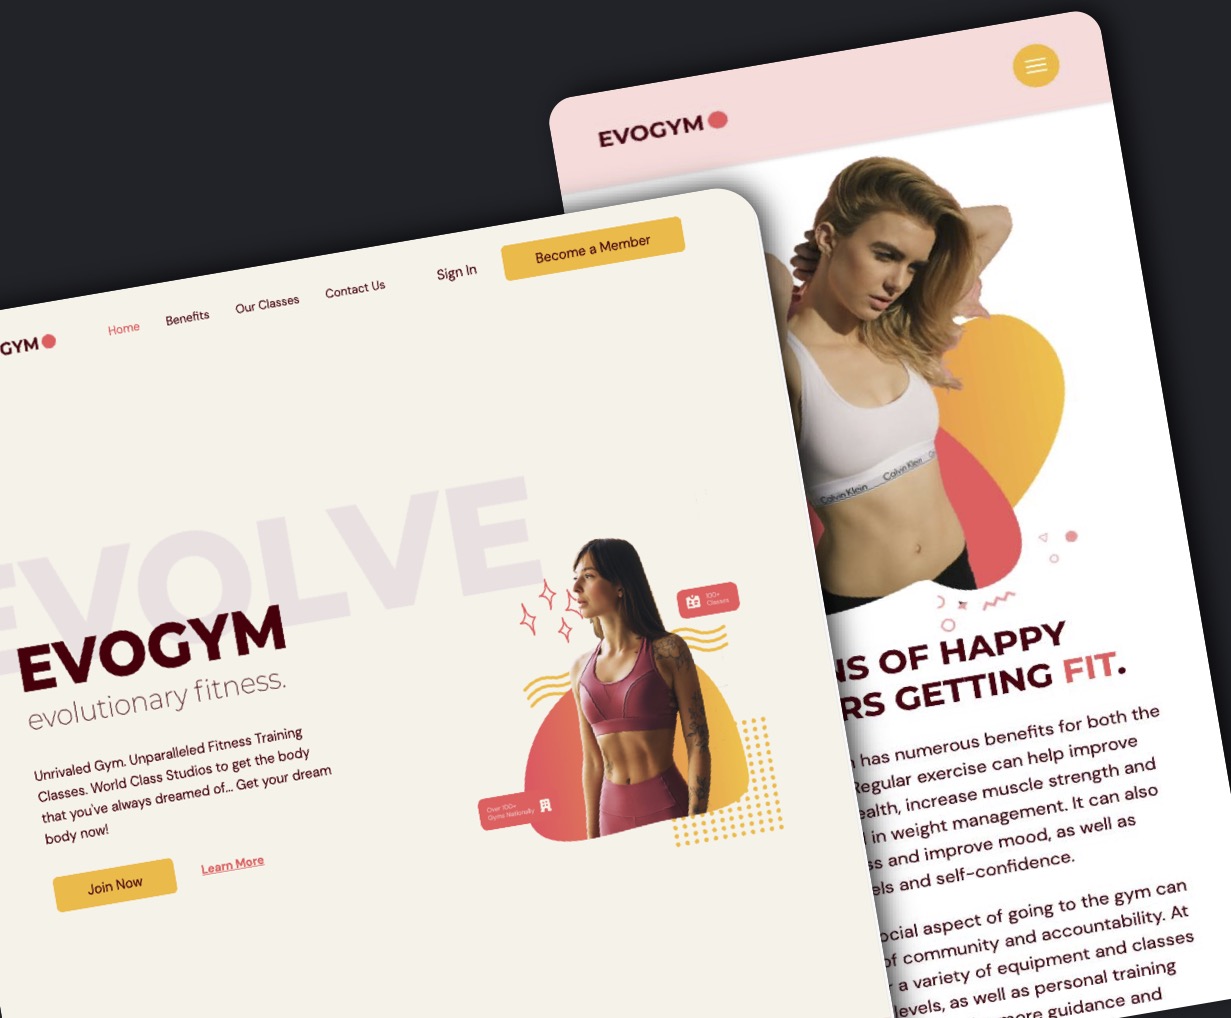 EVOGYM
Become a Member
Sign In
Contact Us
Our Classes
Benefits
Home
GYM
EVOLVE
EVOGYM
evolutionary fitness.
Unrivaled Gym. Unparalleled Fitness Training
Classes. World Class Studios to get the body
that you've always dreamed of... Get your dream
body now!
Join Now
Learn More
100+
Classes
Over 100+
Gyms Nationally
Calvin Klein Calvin Klein
NS OF HAPPY
RS GETTING FIT.
has numerous benefits for both the
Regular exercise can help improve
ealth, increase muscle strength and
in weight management. It can also
ss and improve mood, as well as
els and self-confidence.
ocial aspect of going to the gym can
of community and accountability. At
r a variety of equipment and classes
levels, as well as personal training
more guidance and